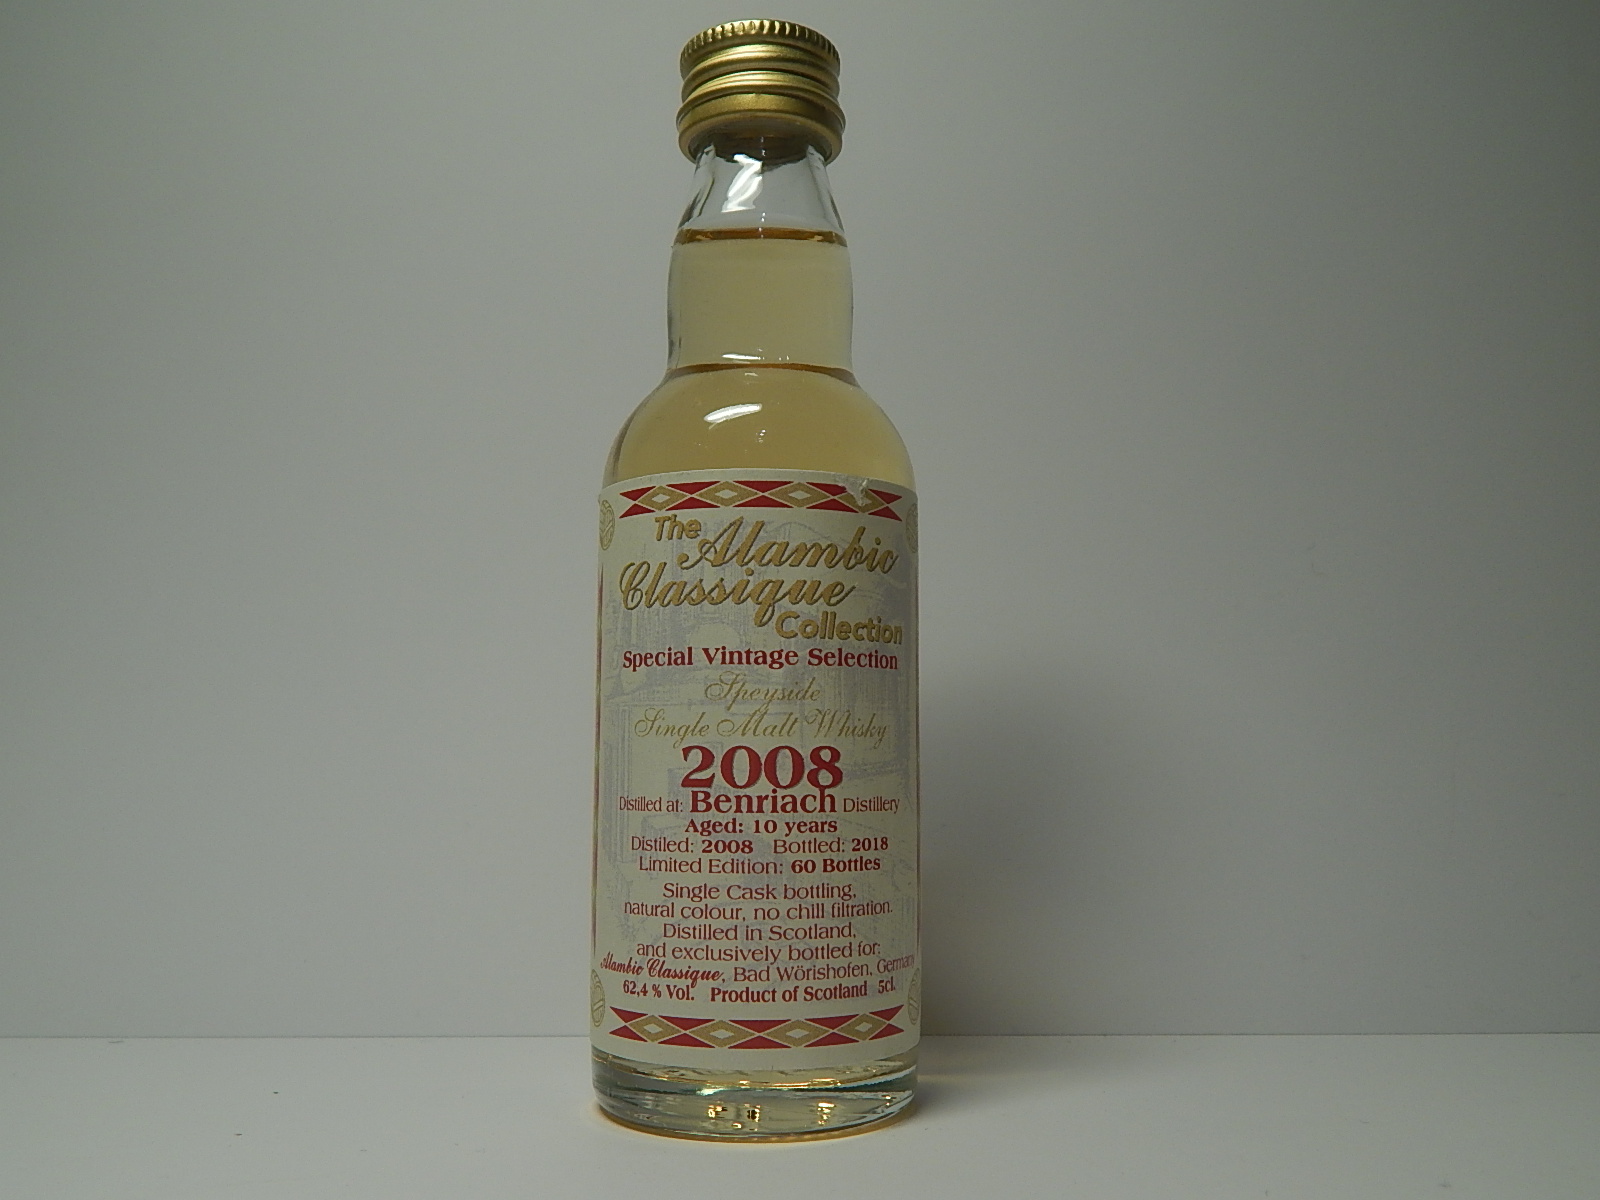 The Alambic
Classique
Collection
Special Vintage Selection
Speyside
Single Malt Whisky
2008
Distilled at: Benriach Distillery
Aged: 10 years
Distiled: 2008 Bottled: 2018
Limited Edition: 60 Bottles
Single Cask bottling,
natural colour, no chill filtration.
Distilled in Scotland,
and exclusively bottled for:
Alambic Classique, Bad Wörishofen, Germany
62,4 % Vol. Product of Scotland 5cl.